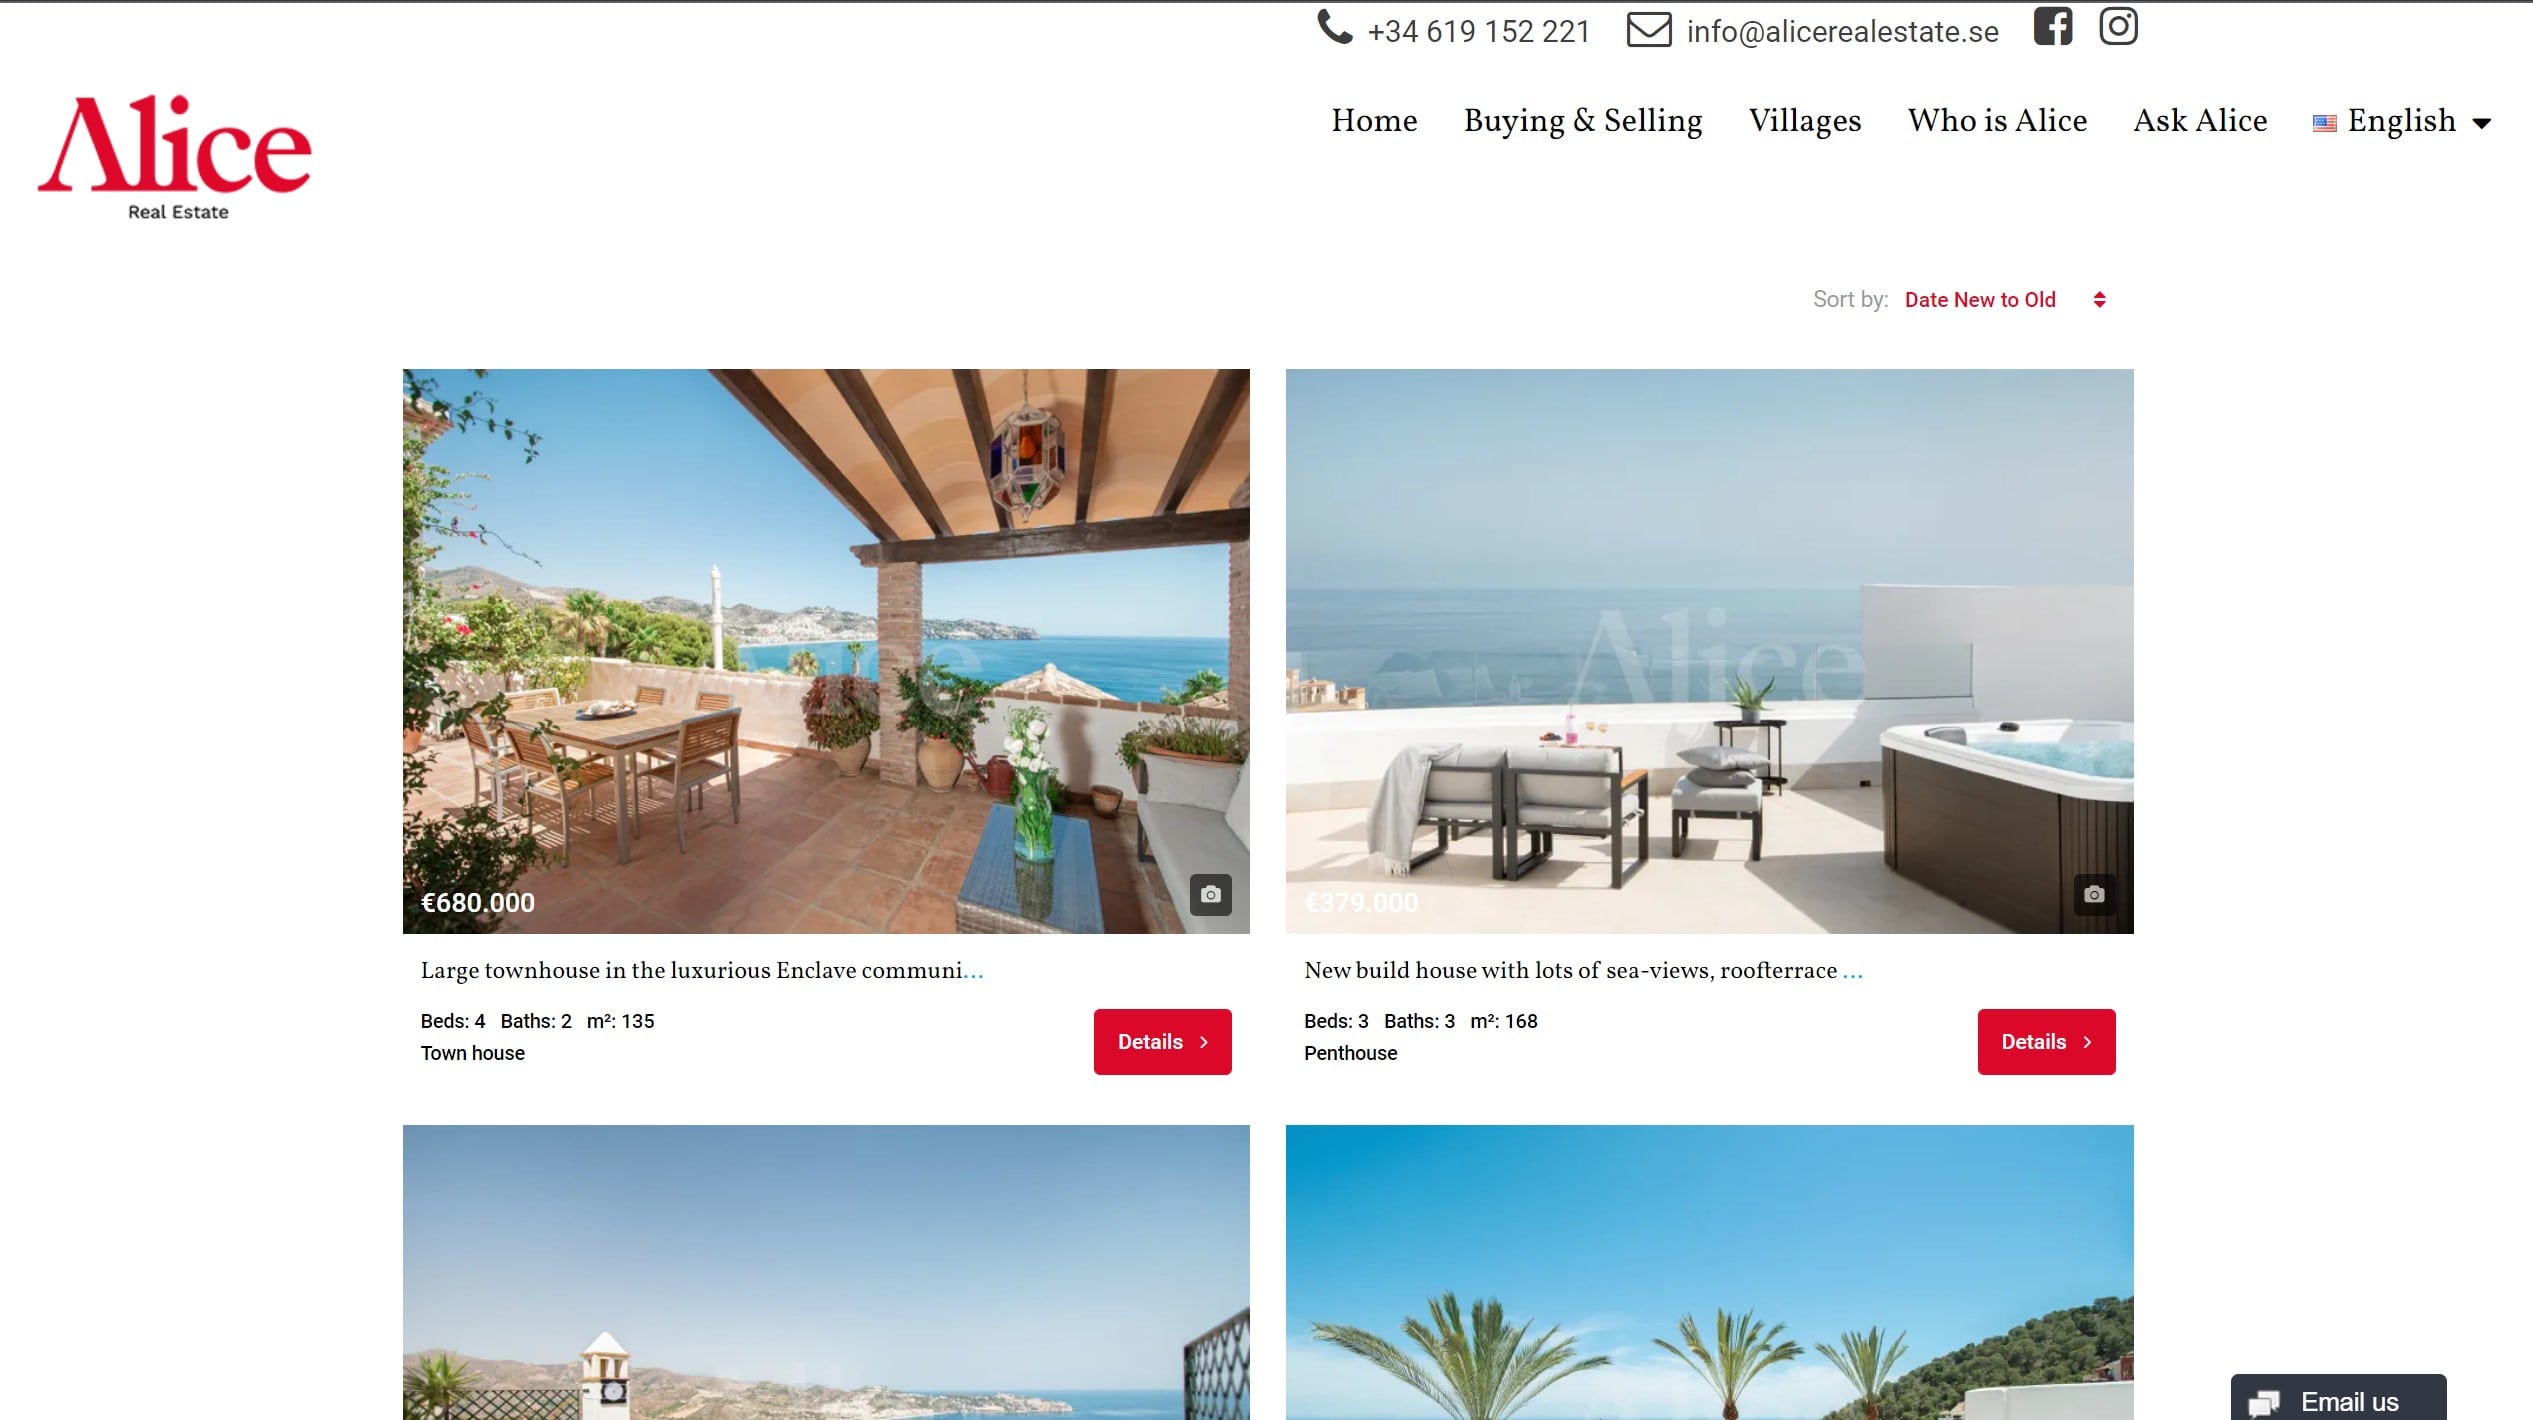 +34 619 152 221 info@alicerealestate.se
Alice
Real Estate
Home Buying & Selling Villages Who is Alice Ask Alice English
Sort by: Date New to Old
Alice
€680.000
Alice
€379.000
Large townhouse in the luxurious Enclave communi...
New build house with lots of sea-views, roofterrace ...
Beds: 4 Baths: 2 m²: 135
Town house
Details
Beds: 3 Baths: 3 m²: 168
Penthouse
Details
Email us